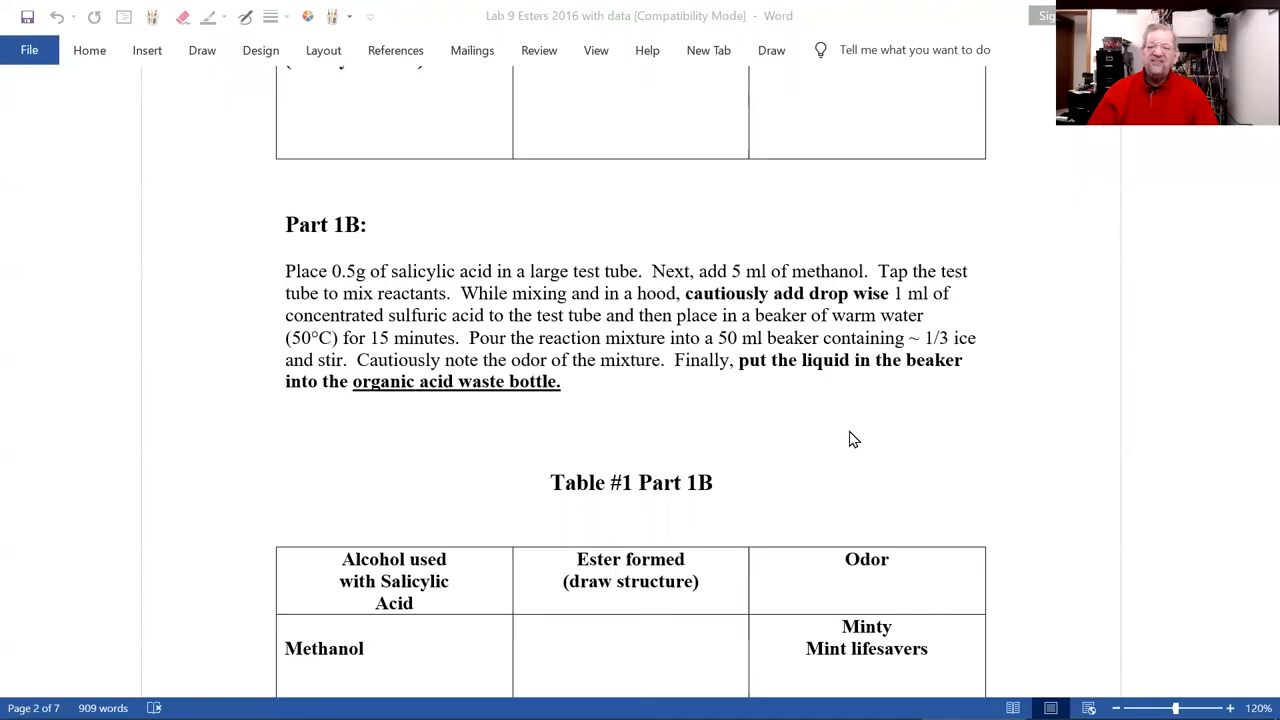 Lab 9 Esters 2016 with data [Compatibility Mode] - Word
File Home Insert Draw Design Layout References Mailings Review View Help New Tab Draw Tell me what you want to do
Part 1B:
Place 0.5g of salicylic acid in a large test tube. Next, add 5 ml of methanol. Tap the test
tube to mix reactants. While mixing and in a hood, cautiously add drop wise 1 ml of
concentrated sulfuric acid to the test tube and then place in a beaker of warm water
(50°C) for 15 minutes. Pour the reaction mixture into a 50 ml beaker containing ~ 1/3 ice
and stir. Cautiously note the odor of the mixture. Finally, put the liquid in the beaker
into the organic acid waste bottle.
Table #1 Part 1B
Alcohol used
with Salicylic
Acid
Ester formed
(draw structure)
Odor
Methanol
Minty
Mint lifesavers
Page 2 of 7 909 words 120%